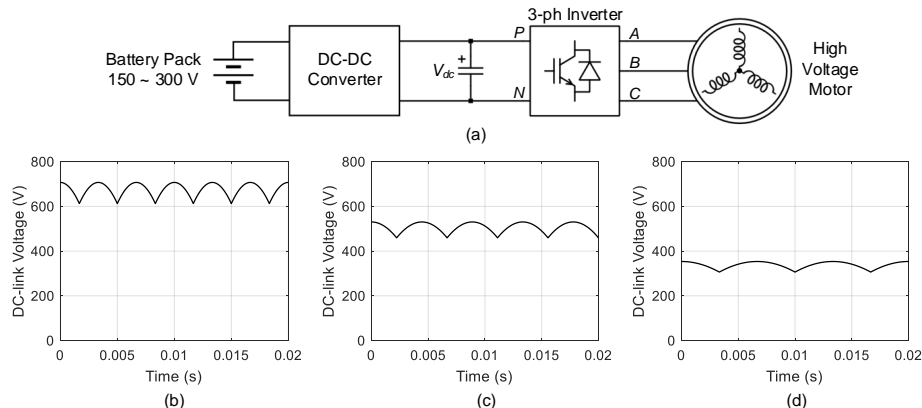 3-ph Inverter
Battery Pack
150 ~ 300 V
DC-DC
Converter
+
Vdc
P
N
A
B
C
High
Voltage
Motor
(a)
800
600
400
200
0
DC-link Voltage (V)
0 0.005 0.01 0.015 0.02
Time (s)
(b)
800
600
400
200
0
DC-link Voltage (V)
0 0.005 0.01 0.015 0.02
Time (s)
(c)
800
600
400
200
0
DC-link Voltage (V)
0 0.005 0.01 0.015 0.02
Time (s)
(d)